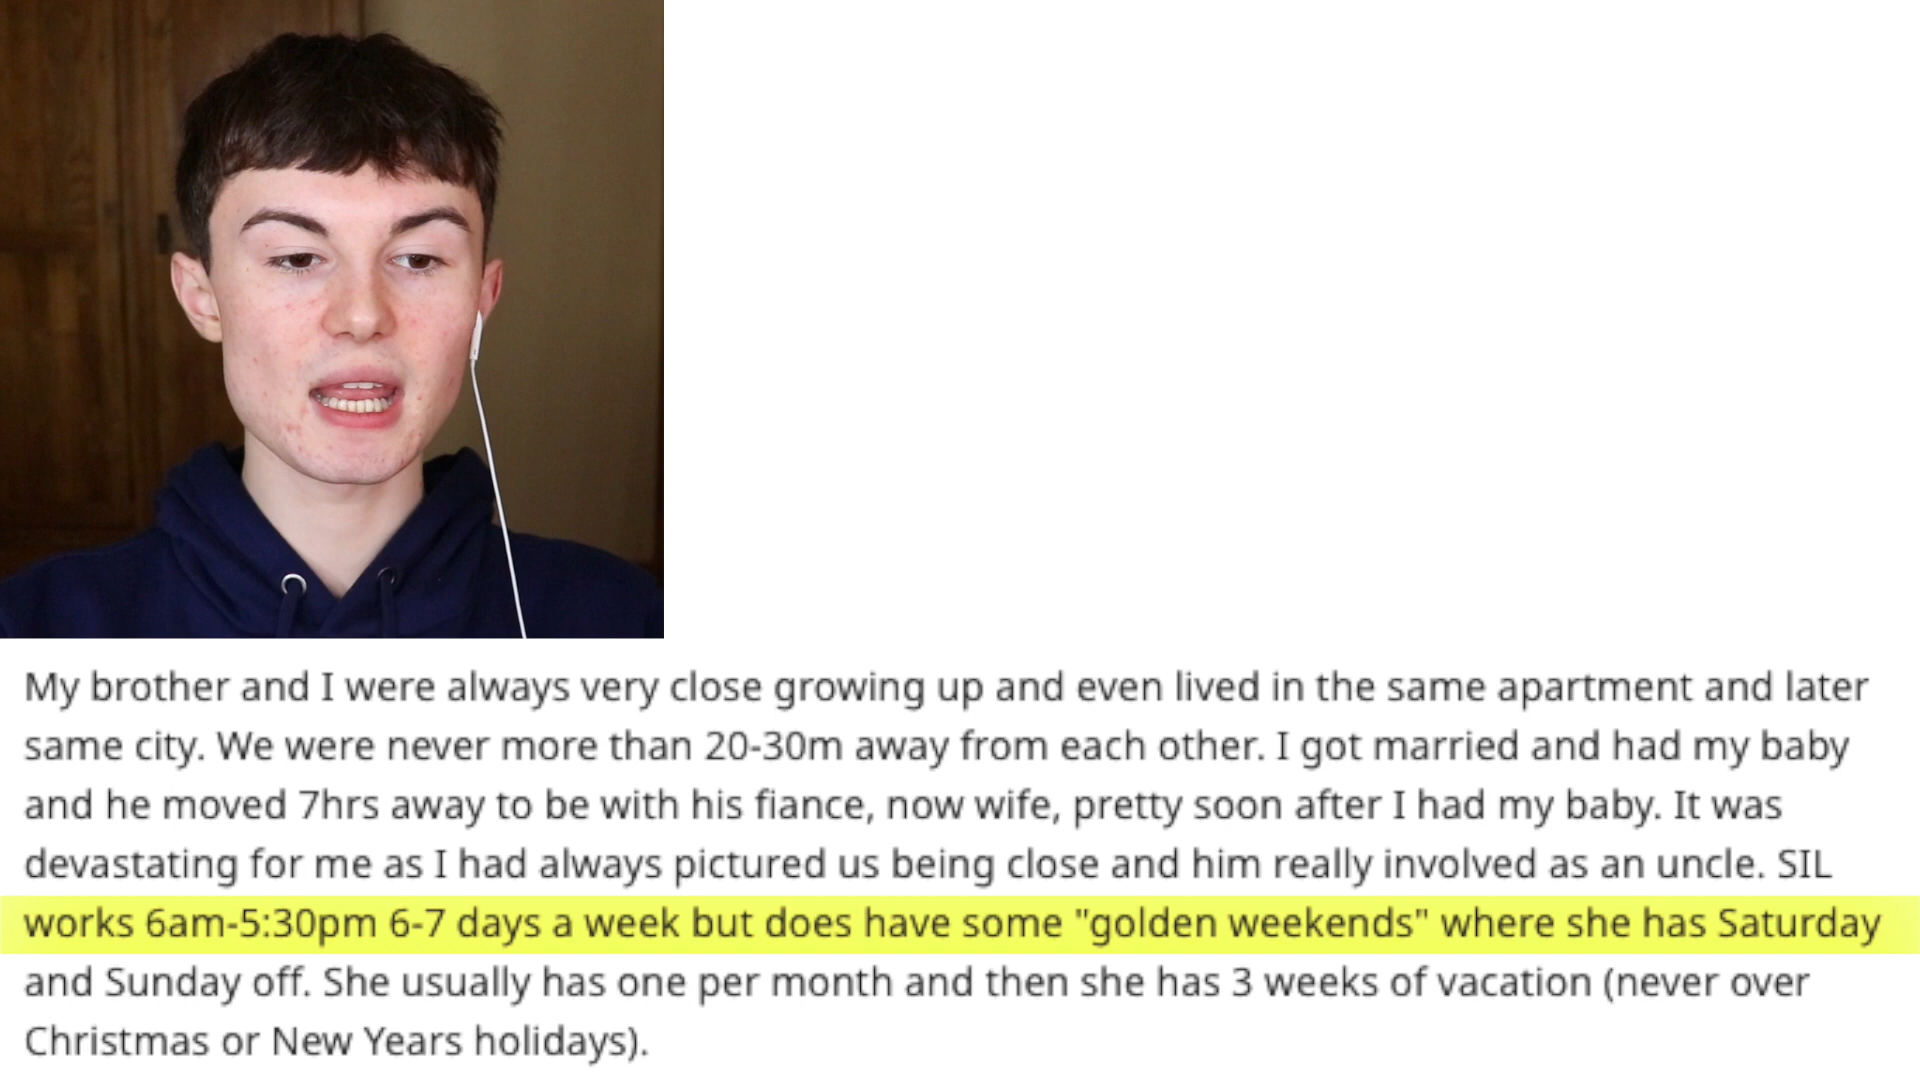 My brother and I were always very close growing up and even lived in the same apartment and later
same city. We were never more than 20-30m away from each other. I got married and had my baby
and he moved 7hrs away to be with his fiance, now wife, pretty soon after I had my baby. It was
devastating for me as I had always pictured us being close and him really involved as an uncle. SIL
works 6am-5:30pm 6-7 days a week but does have some "golden weekends" where she has Saturday
and Sunday off. She usually has one per month and then she has 3 weeks of vacation (never over
Christmas or New Years holidays).